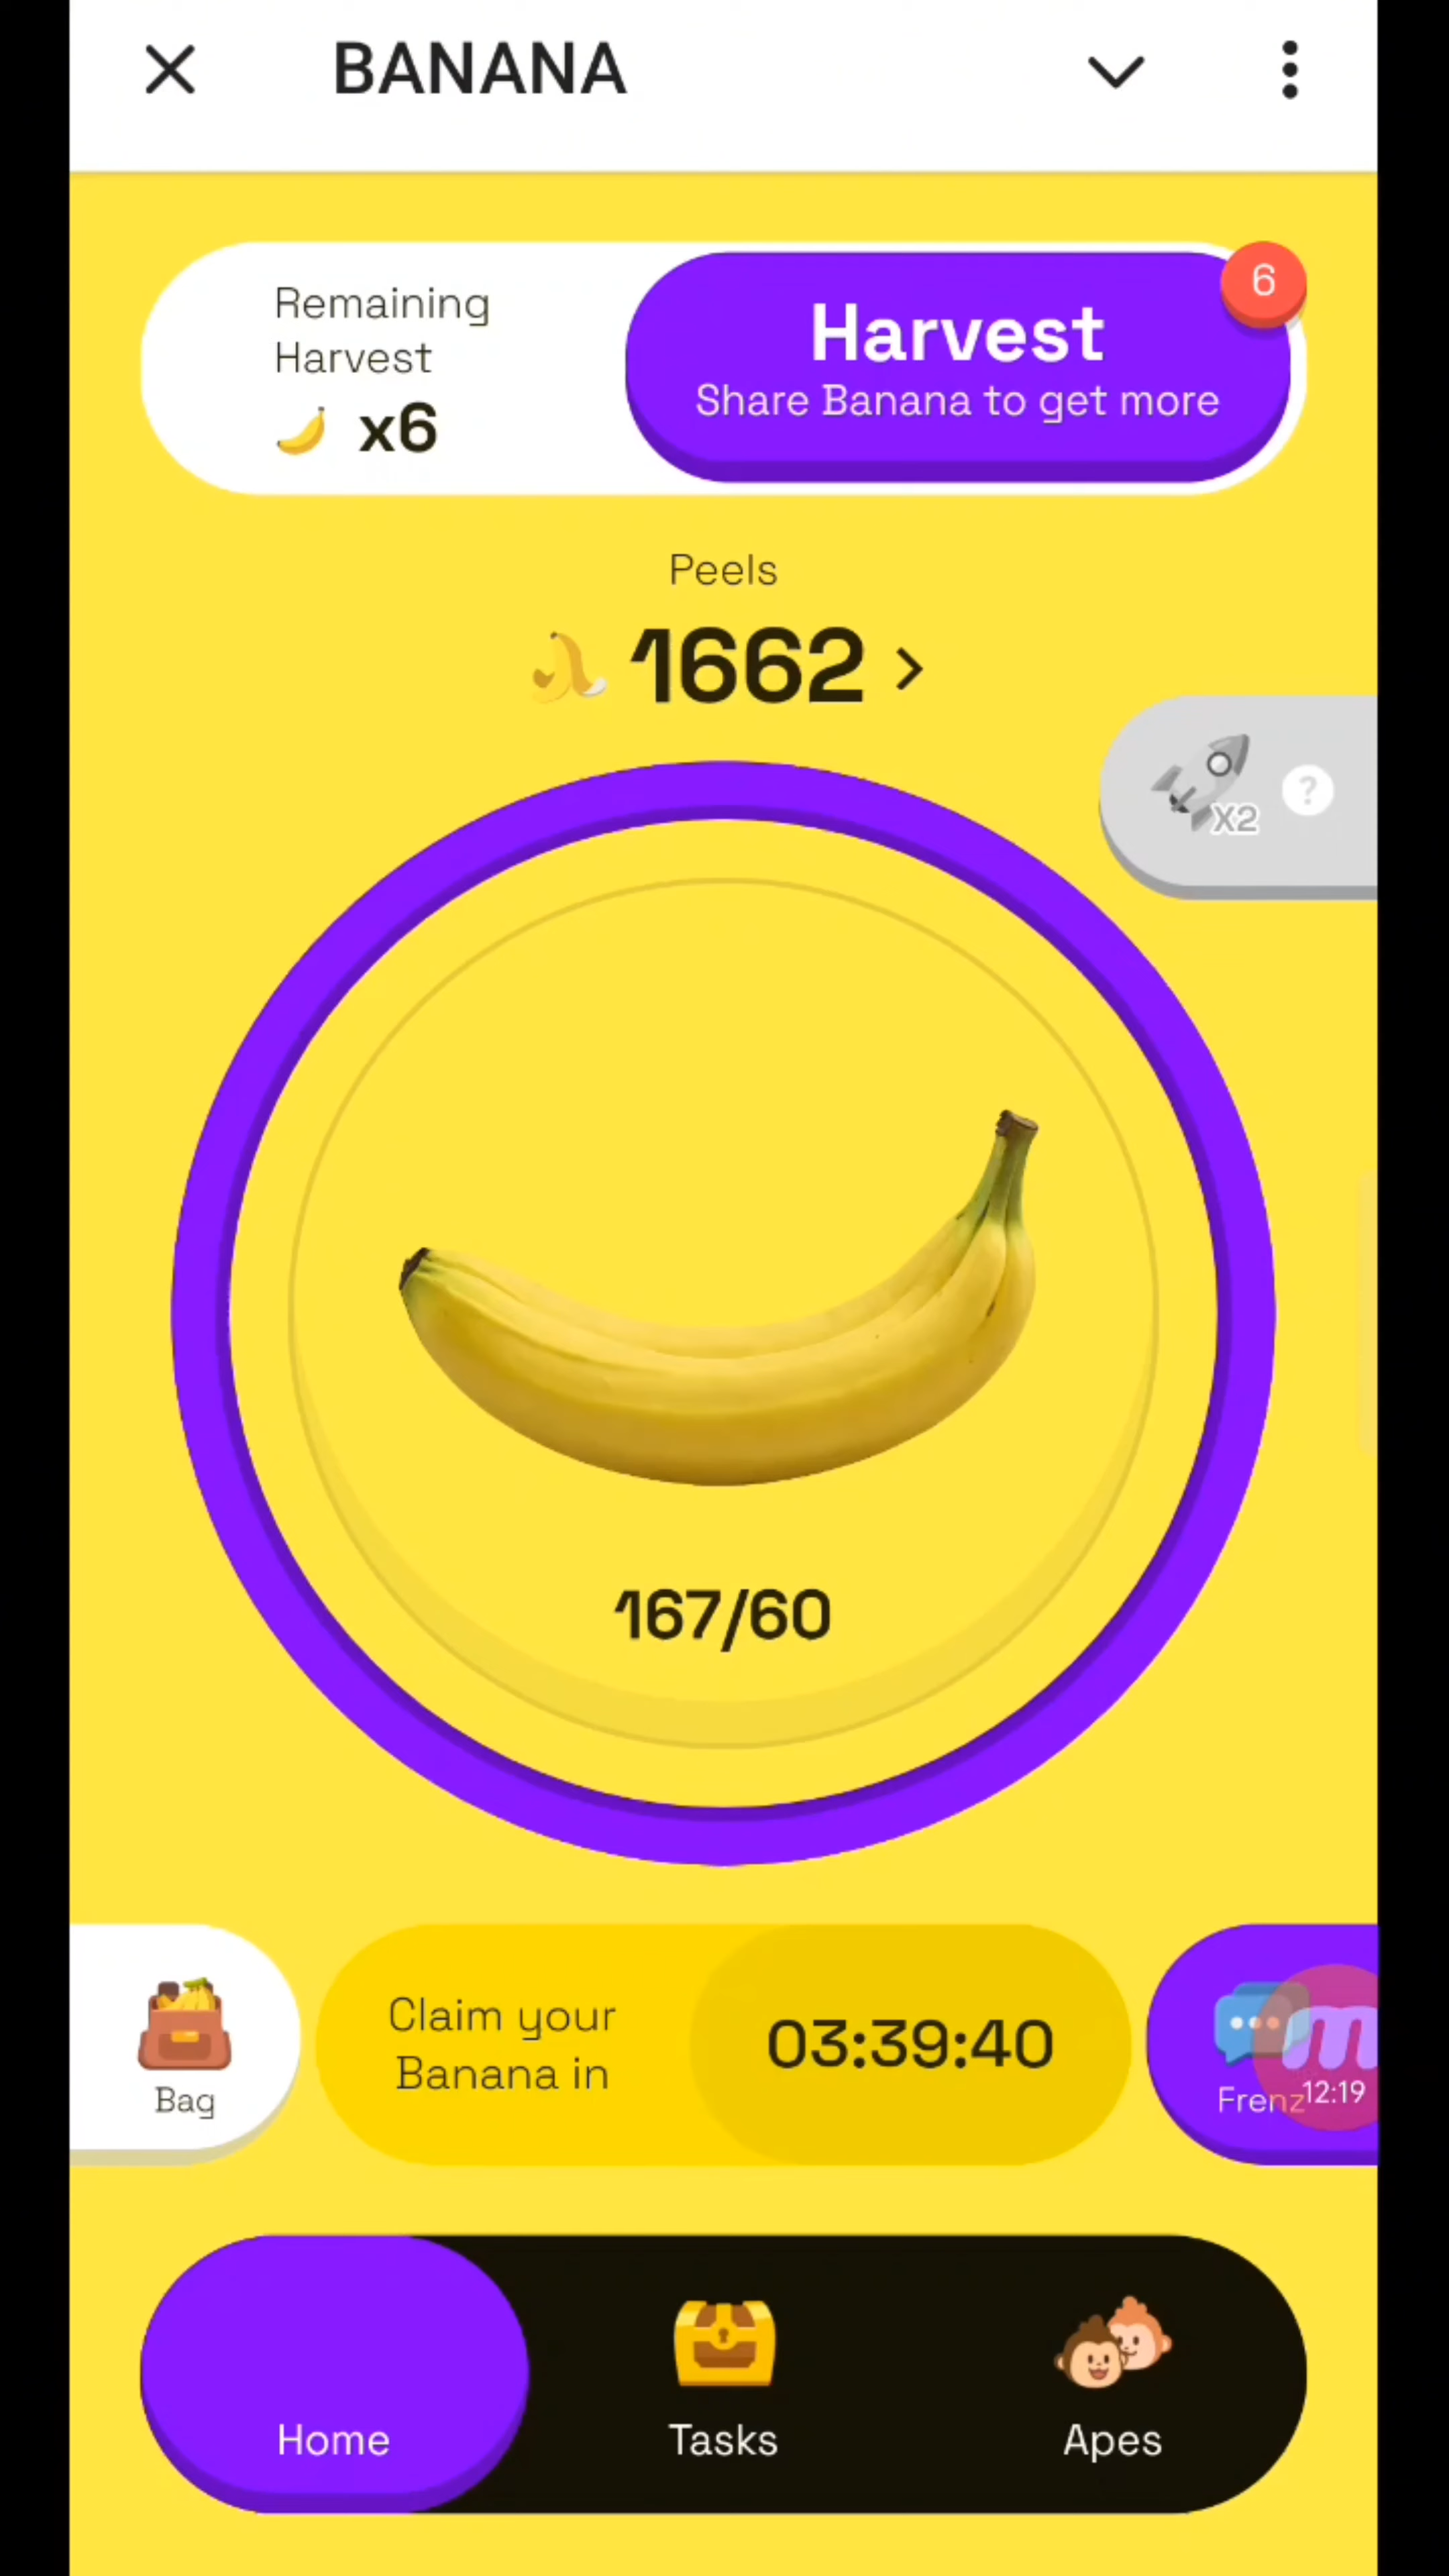 BANANA
Remaining
Harvest
x6
Harvest
Share Banana to get more
6
Peels
1662
X2
?
167/60
Bag
Claim your
Banana in
03:39:40
Frenz
m
12:19
Home
Tasks
Apes